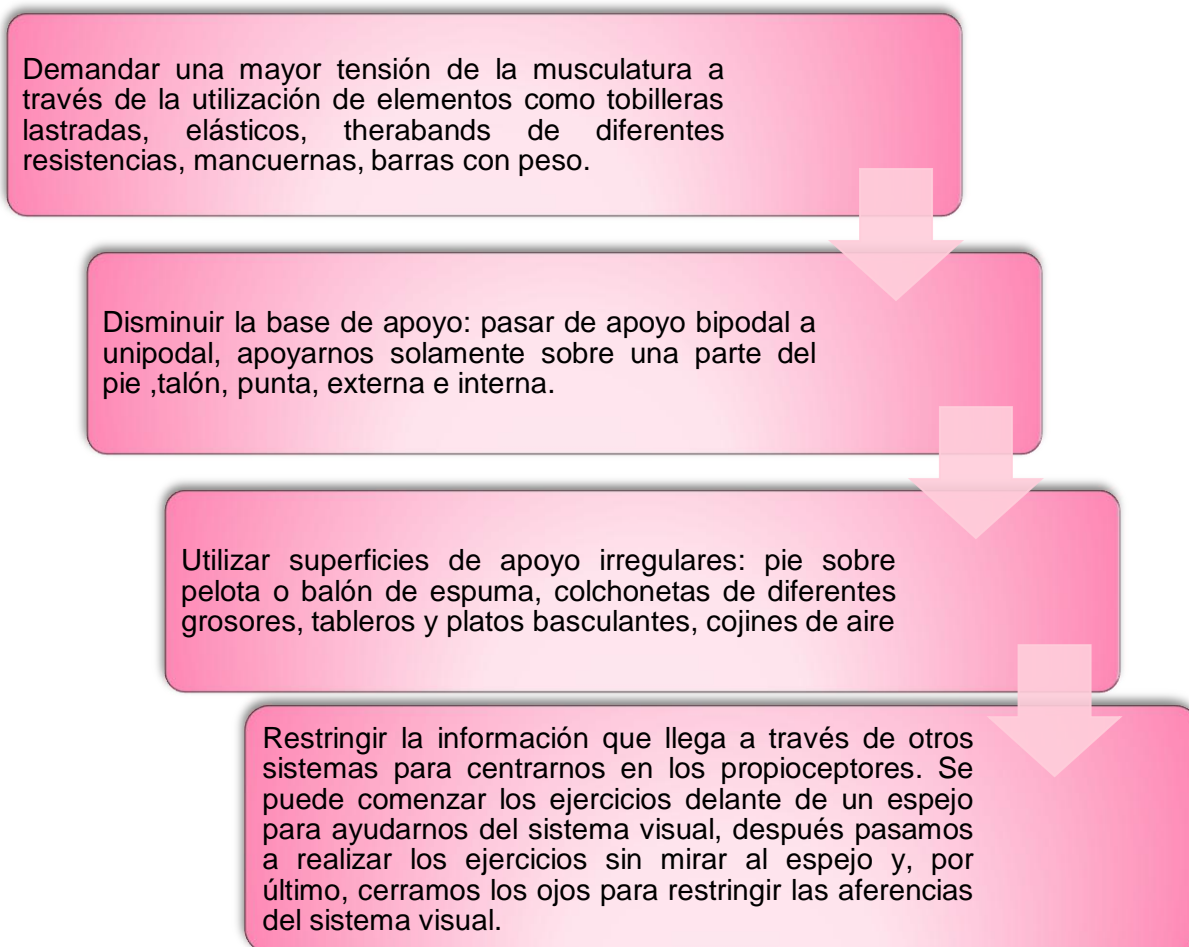 Demandar una mayor tensión de la musculatura a
través de la utilización de elementos como tobilleras
lastradas, elásticos, therabands de diferentes
resistencias, mancuernas, barras con peso.
Disminuir la base de apoyo: pasar de apoyo bipodal a
unipodal, apoyarnos solamente sobre una parte del
pie ,talón, punta, externa e interna.
Utilizar superficies de apoyo irregulares: pie sobre
pelota o balón de espuma, colchonetas de diferentes
grosores, tableros y platos basculantes, cojines de aire
Restringir la información que llega a través de otros
sistemas para centrarnos en los propioceptores. Se
puede comenzar los ejercicios delante de un espejo
para ayudarnos del sistema visual, después pasamos
a realizar los ejercicios sin mirar al espejo y, por
último, cerramos los ojos para restringir las aferencias
del sistema visual.